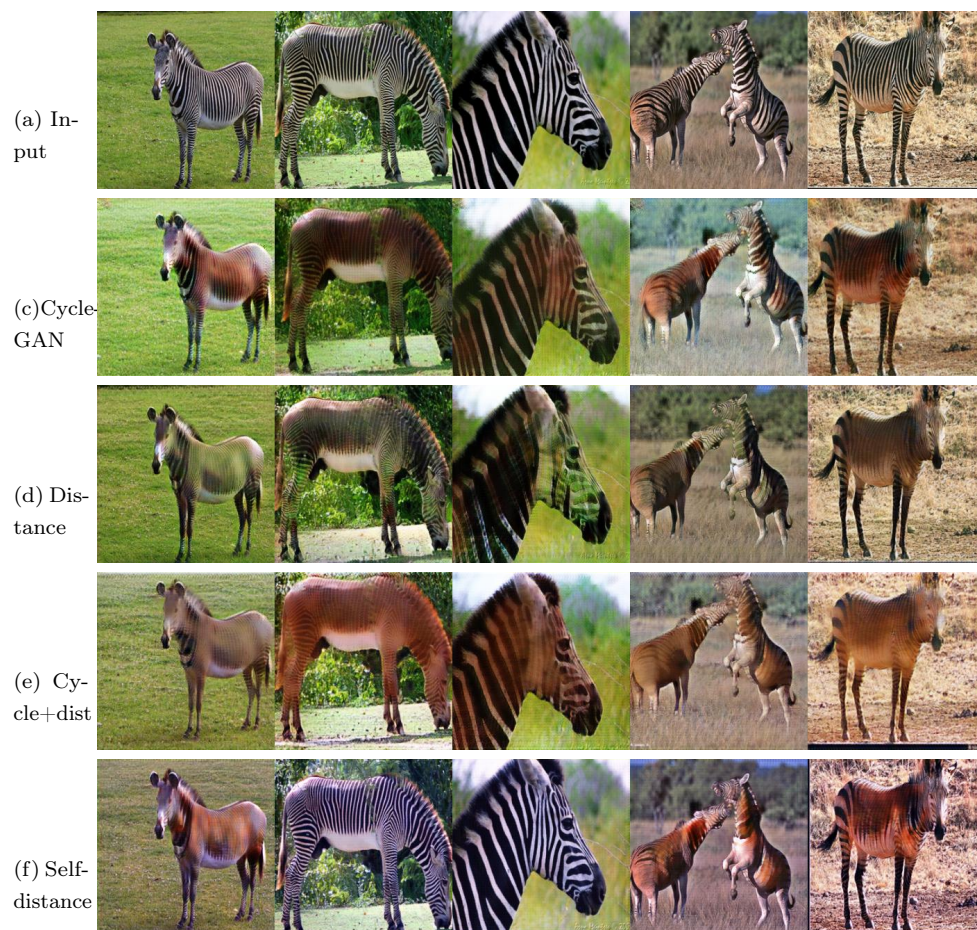 (a) In-
put
(c)Cycle-
GAN
(d) Dis-
tance
(e) Cy-
cle+dist
(f) Self-
distance